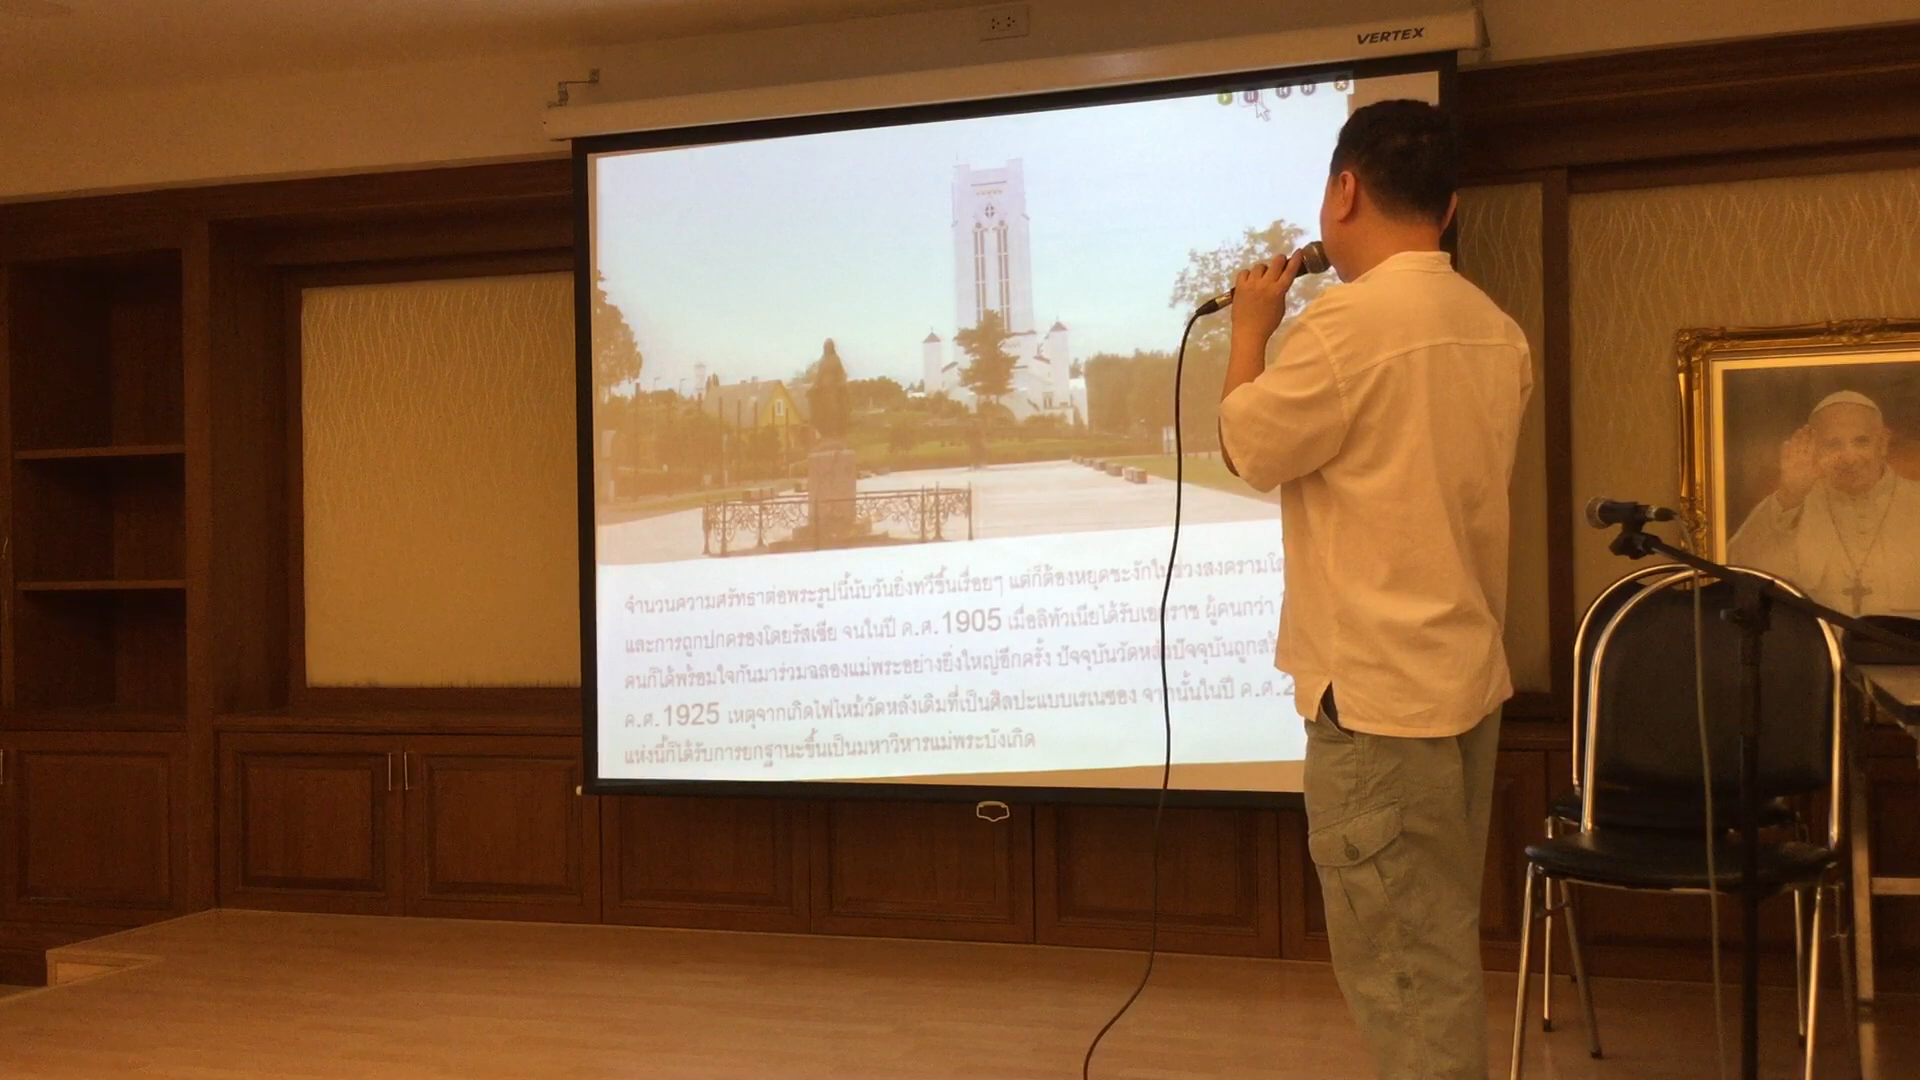 VERTEX
จำนวนความศรัทธาต่อพระรูปนี้นับวันยิ่งทวีขึ้นเรื่อยๆ แต่ก็ต้องหยุดชะงักในช่วงสงครามโล
และการถูกปกครองโดยรัสเซีย จนในปี ค.ศ.1905 เมื่อลิทัวเนียได้รับเอกราช ผู้คนกว่า
คนก็ได้พร้อมใจกันมาร่วมฉลองแม่พระอย่างยิ่งใหญ่อีกครั้ง ปัจจุบันวัดหลังปัจจุบันถูกสร้
ค.ศ.1925 เหตุจากเกิดไฟไหม้วัดหลังเดิมที่เป็นศิลปะแบบเรเนซอง จากนั้นในปี ค.ศ.2
แห่งนี้ก็ได้รับการยกฐานะขึ้นเป็นมหาวิหารแม่พระบังเกิด